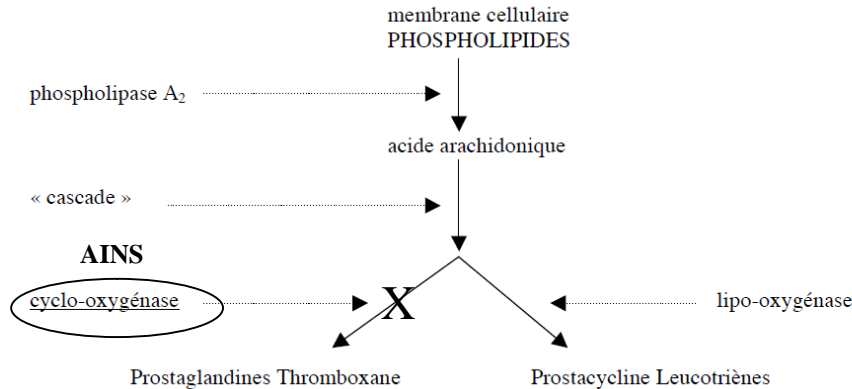 membrane cellulaire
PHOSPHOLIPIDES
phospholipase A₂
acide arachidonique
« cascade »
AINS
cyclo-oxygénase
X
lipo-oxygénase
Prostaglandines Thromboxane
Prostacycline Leucotriènes